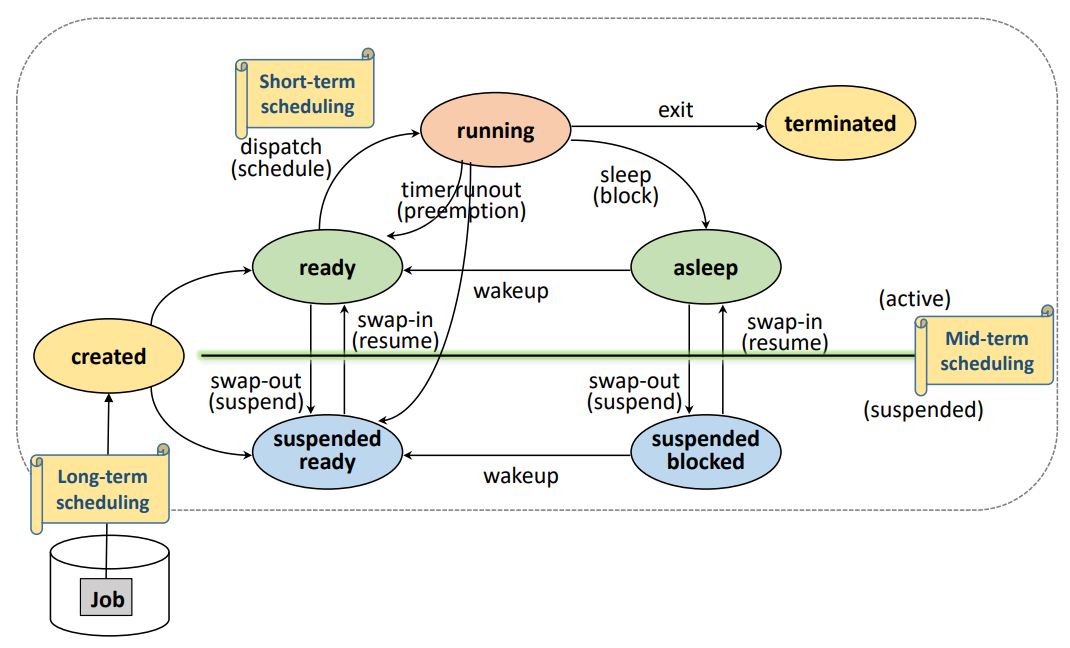 Short-term
scheduling
running
exit
terminated
dispatch
(schedule)
timerrunout
(preemption)
sleep
(block)
ready
asleep
wakeup
(active)
swap-in
(resume)
swap-in
(resume)
Mid-term
scheduling
created
swap-out
(suspend)
swap-out
(suspend)
(suspended)
suspended
ready
suspended
blocked
wakeup
Long-term
scheduling
Job